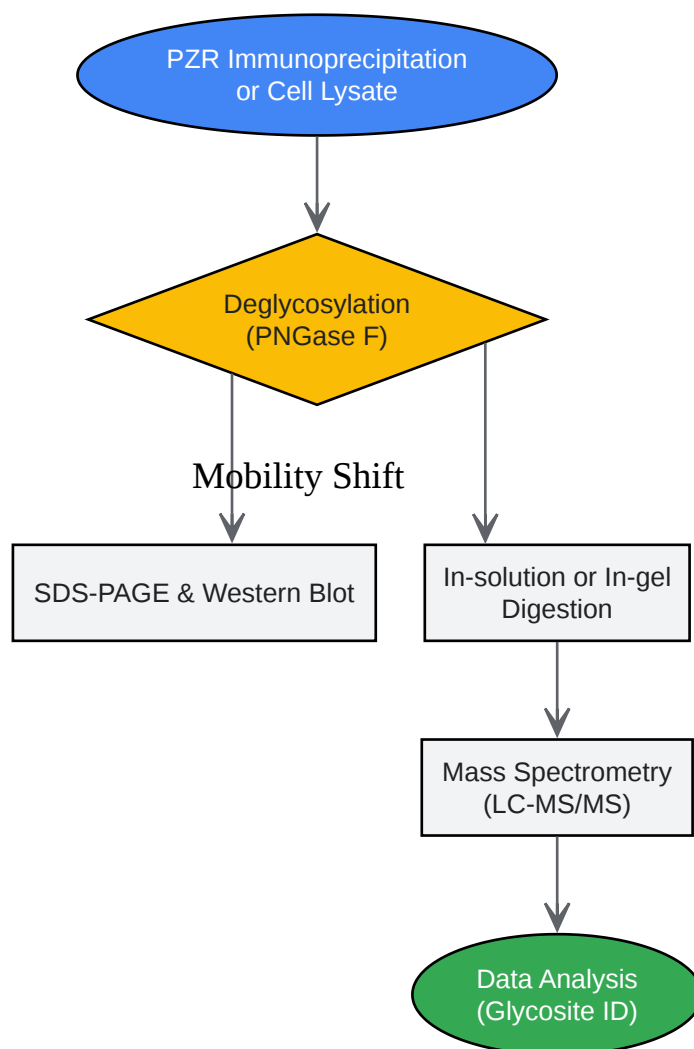 PZR Immunoprecipitation
or Cell Lysate
Deglycosylation
(PNGase F)
Mobility Shift
SDS-PAGE & Western Blot
In-solution or In-gel
Digestion
Mass Spectrometry
(LC-MS/MS)
Data Analysis
(Glycosite ID)